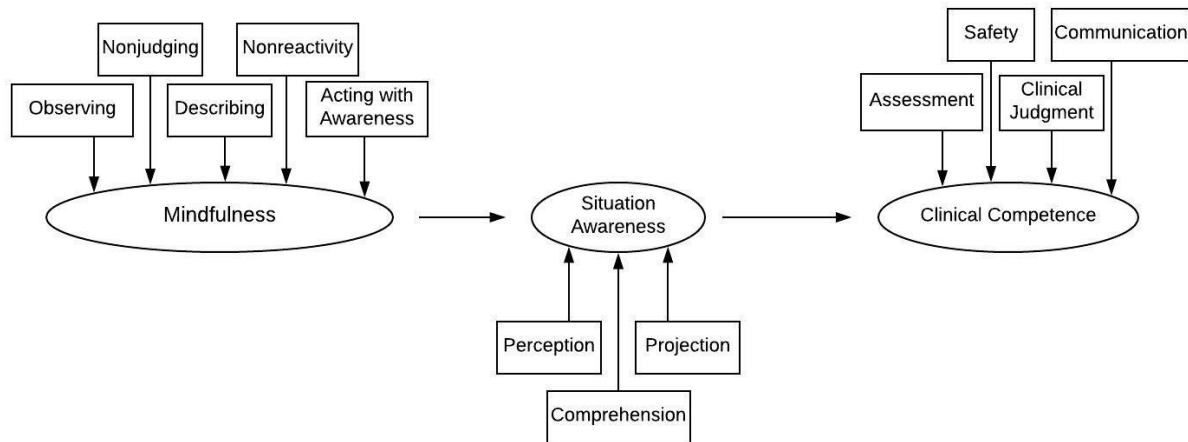 Nonjudging
Nonreactivity
Observing
Describing
Acting with
Awareness
Mindfulness
Situation
Awareness
Perception
Projection
Comprehension
Safety
Communication
Assessment
Clinical
Judgment
Clinical Competence